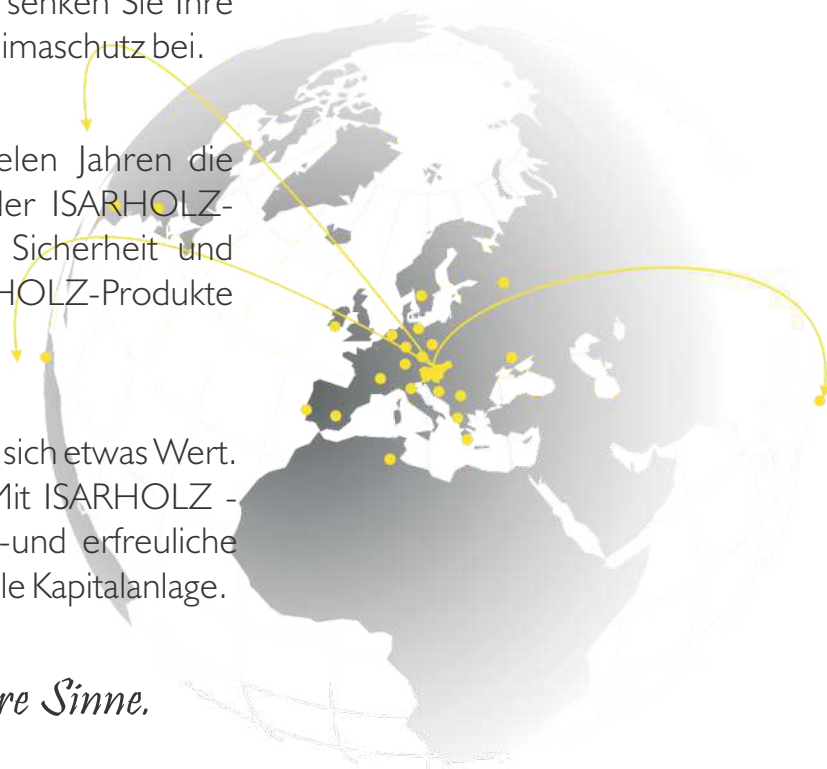 senken Sie Ihre
imaschutz bei.
elen Jahren die
der ISARHOLZ-
Sicherheit und
HOLZ-Produkte
sich etwas Wert.
Mit ISARHOLZ -
-und erfreuliche
le Kapitalanlage.
re Sinne.